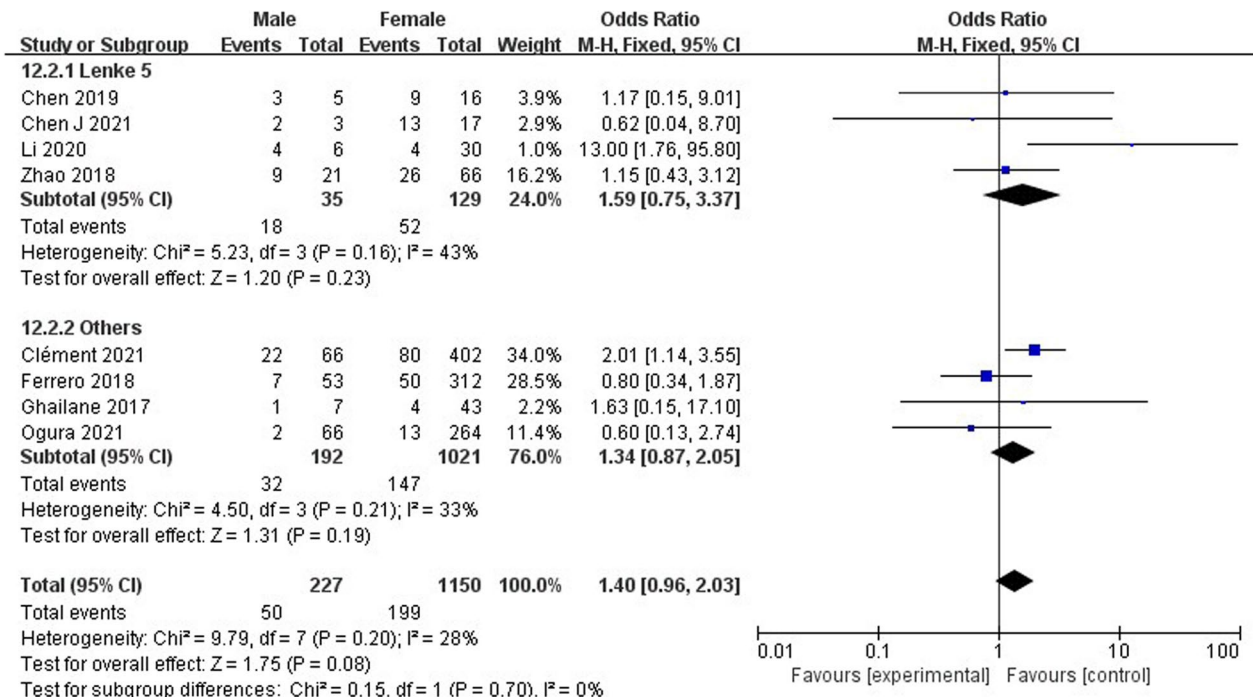 Male Female Odds Ratio Odds Ratio
Study or Subgroup Events Total Events Total Weight M-H, Fixed, 95% CI M-H, Fixed, 95% CI
12.2.1 Lenke 5
Chen 2019 3 5 9 16 3.9% 1.17 [0.15, 9.01]
Chen J 2021 2 3 13 17 2.9% 0.62 [0.04, 8.70]
Li 2020 4 6 4 30 1.0% 13.00 [1.76, 95.80]
Zhao 2018 9 21 26 66 16.2% 1.15 [0.43, 3.12]
Subtotal (95% CI) 35 129 24.0% 1.59 [0.75, 3.37]
Total events 18 52
Heterogeneity: Chi² = 5.23, df = 3 (P = 0.16); I² = 43%
Test for overall effect: Z = 1.20 (P = 0.23)
12.2.2 Others
Clément 2021 22 66 80 402 34.0% 2.01 [1.14, 3.55]
Ferrero 2018 7 53 50 312 28.5% 0.80 [0.34, 1.87]
Ghailane 2017 1 7 4 43 2.2% 1.63 [0.15, 17.10]
Ogura 2021 2 66 13 264 11.4% 0.60 [0.13, 2.74]
Subtotal (95% CI) 192 1021 76.0% 1.34 [0.87, 2.05]
Total events 32 147
Heterogeneity: Chi² = 4.50, df = 3 (P = 0.21); I² = 33%
Test for overall effect: Z = 1.31 (P = 0.19)
Total (95% CI) 227 1150 100.0% 1.40 [0.96, 2.03]
Total events 50 199
Heterogeneity: Chi² = 9.79, df = 7 (P = 0.20); I² = 28%
Test for overall effect: Z = 1.75 (P = 0.08)
Test for subgroup differences: Chi² = 0.15, df = 1 (P = 0.70), I² = 0%
0.01 0.1 1 10 100
Favours [experimental] Favours [control]